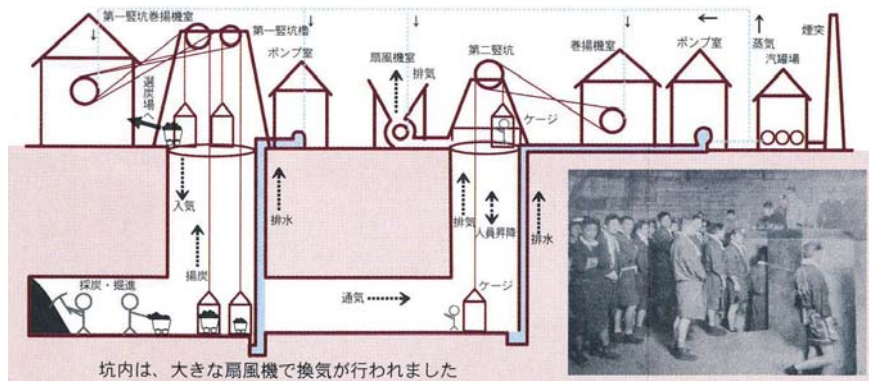 第一竪坑巻揚機室
第一竪坑櫓
ポンプ室
扇風機室
排気
第二竪坑
巻揚機室
ポンプ室
蒸気
汽罐場
煙突
選炭場へ
ケージ
入気
排水
排気
人員昇降
排水
揚炭
採炭・掘進
通気
ケージ
坑内は、大きな扇風機で換気が行われました